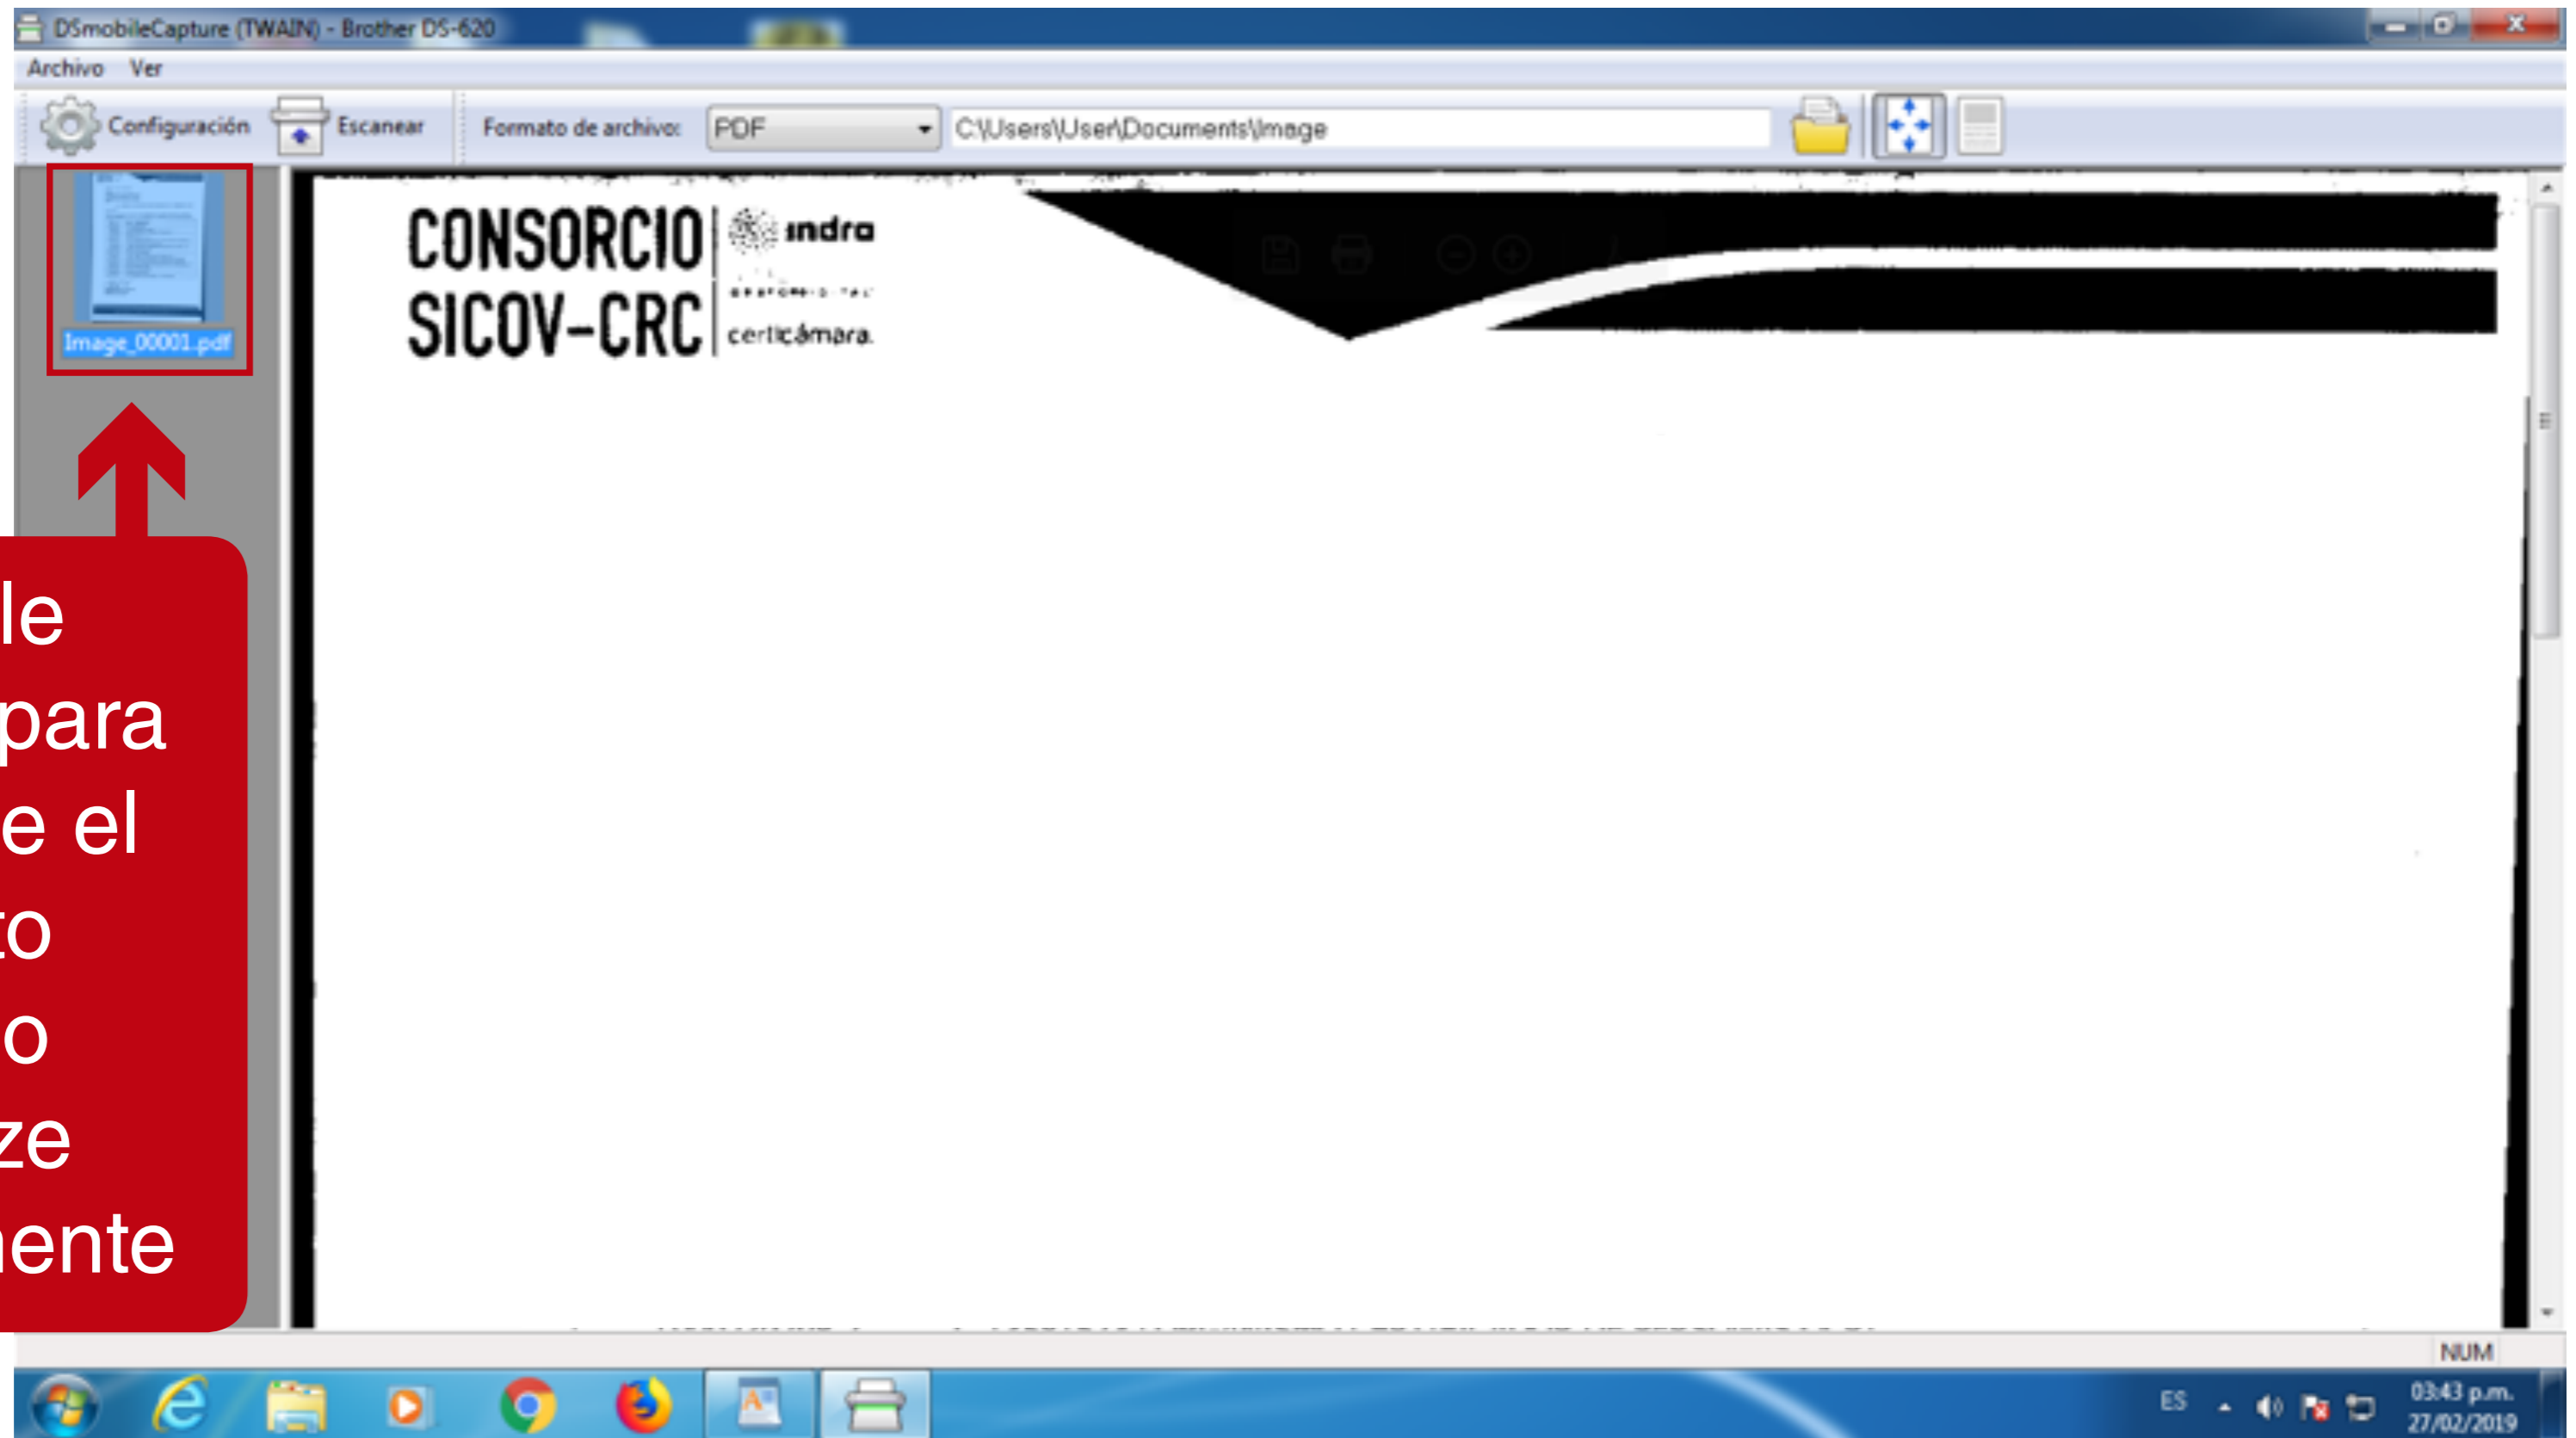 DSmobileCapture (TWAIN) - Brother DS-620
Archivo Ver
Configuración Escanear Formato de archivo: PDF C:\Users\User\Documents\Image
Image_00001.pdf
CONSORCIO indra
SICOV-CRC certicámara.
le
para
e el
to
o
ze
mente
NUM
ES 03:43 p.m.
27/02/2019